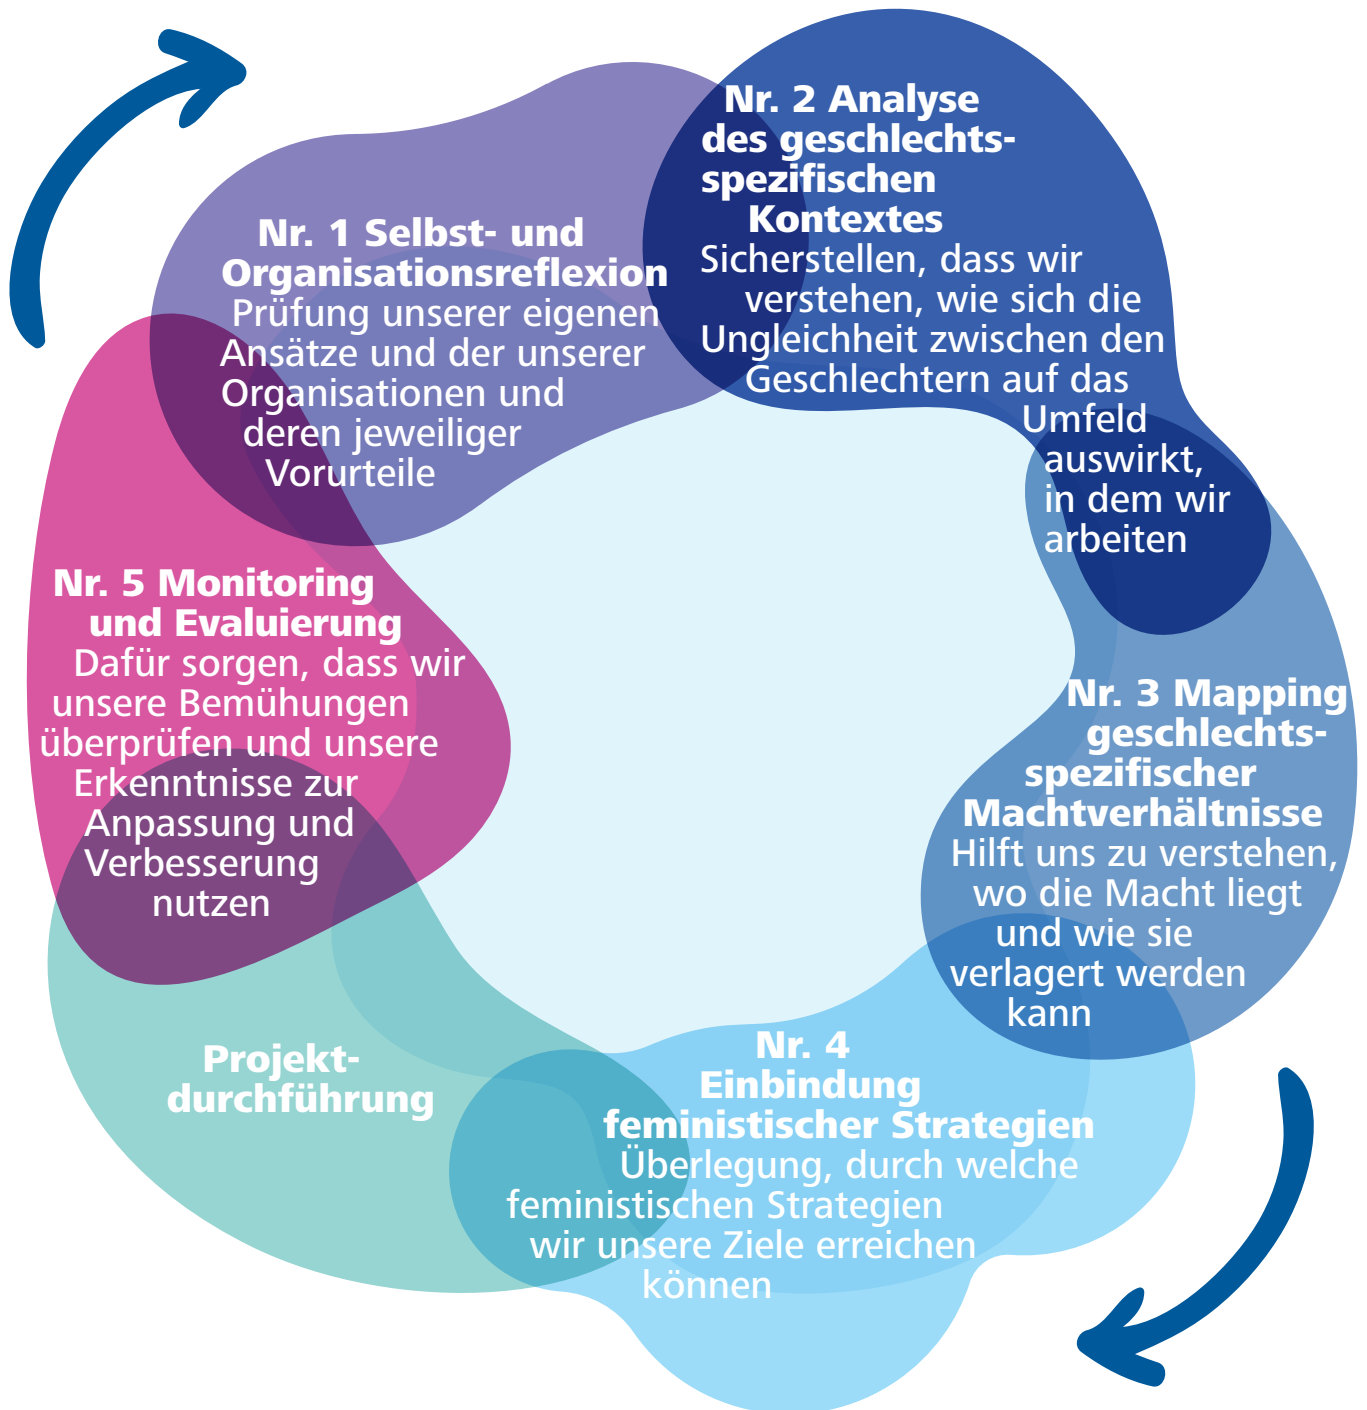 Nr. 1 Selbst- und
Organisationsreflexion
Prüfung unserer eigenen
Ansätze und der unserer
Organisationen und
deren jeweiliger
Vorurteile
Nr. 2 Analyse
des geschlechts-
spezifischen
Kontextes
Sicherstellen, dass wir
verstehen, wie sich die
Ungleichheit zwischen den
Geschlechtern auf das
Umfeld
auswirkt,
in dem wir
arbeiten
Nr. 3 Mapping
geschlechts-
spezifischer
Machtverhältnisse
Hilft uns zu verstehen,
wo die Macht liegt
und wie sie
verlagert werden
kann
Nr. 4
Einbindung
feministischer Strategien
Überlegung, durch welche
feministischen Strategien
wir unsere Ziele erreichen
können
Projekt-
durchführung
Nr. 5 Monitoring
und Evaluierung
Dafür sorgen, dass wir
unsere Bemühungen
überprüfen und unsere
Erkenntnisse zur
Anpassung und
Verbesserung
nutzen